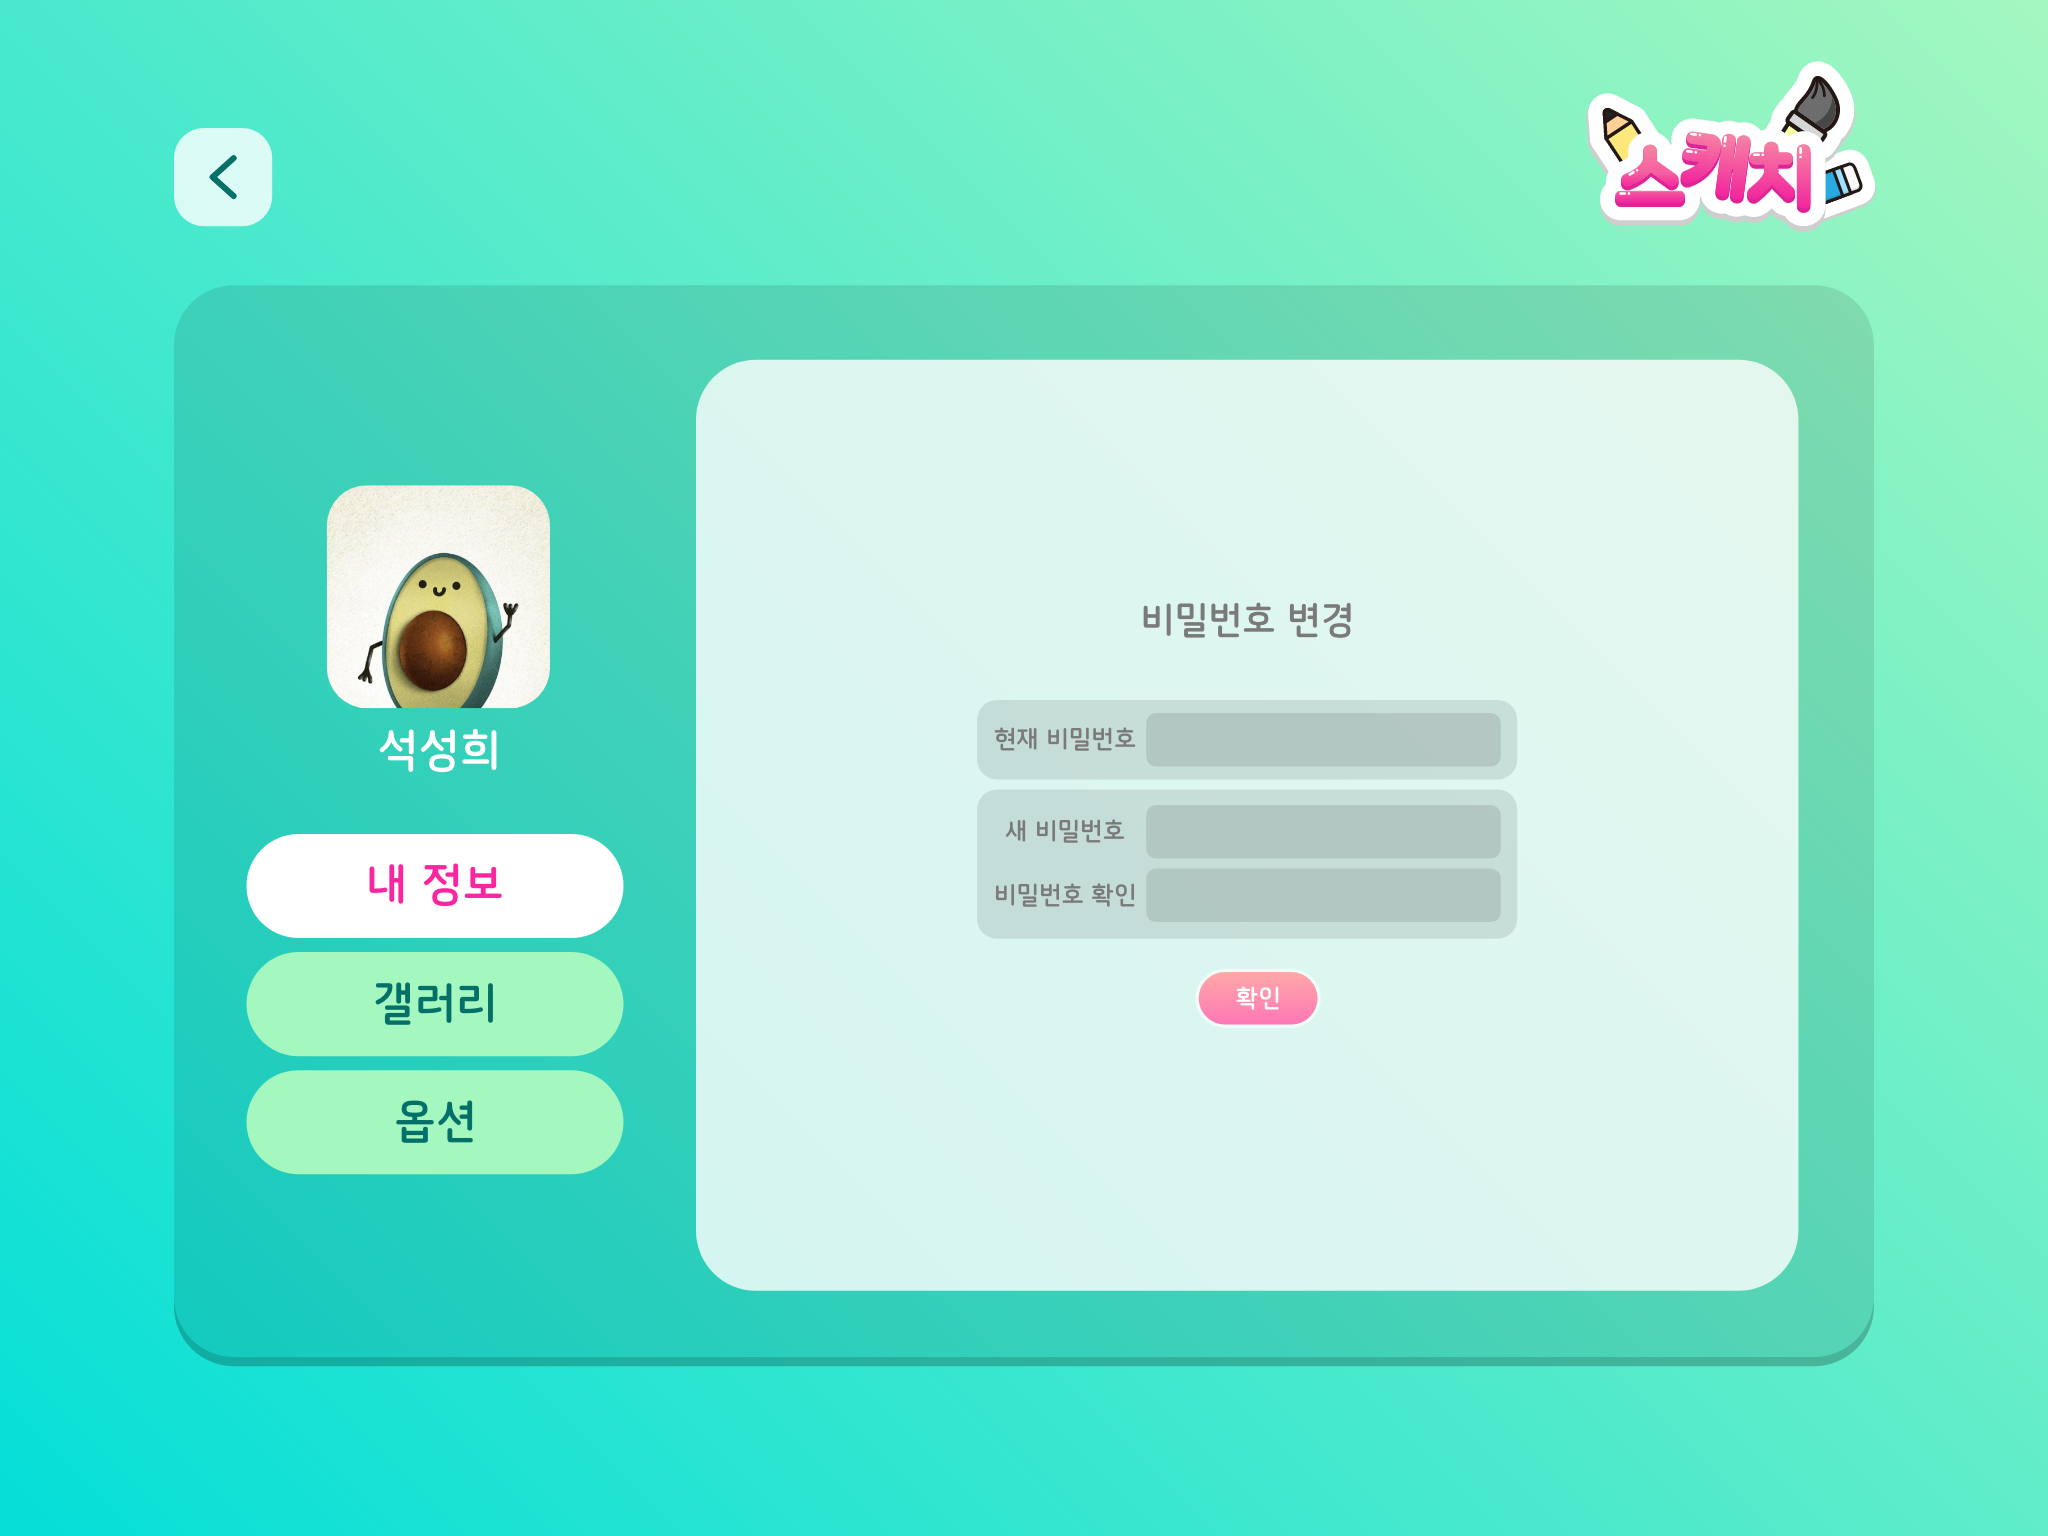 스캐치
석성희
내 정보
갤러리
옵션
비밀번호 변경
현재 비밀번호
새 비밀번호
비밀번호 확인
확인